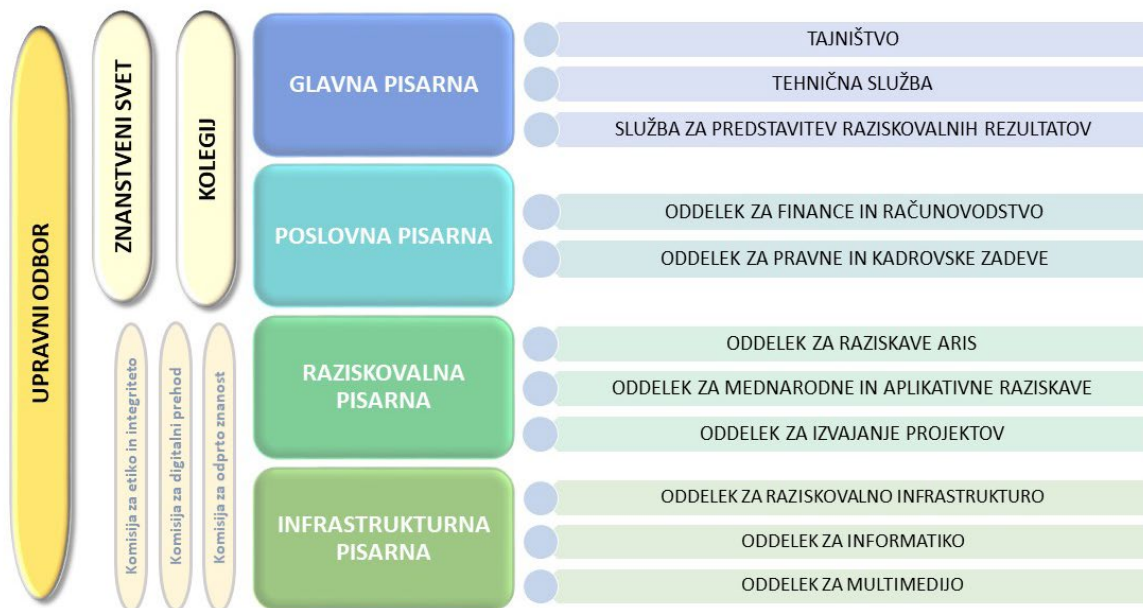 UPRAVNI ODBOR
ZNANSTVENI SVET
KOLEGIJ
Komisija za etiko in integriteto
Komisija za digitalni prehod
Komisija za odprto znanost
GLAVNA PISARNA
TAJNIŠTVO
TEHNIČNA SLUŽBA
SLUŽBA ZA PREDSTAVITEV RAZISKOVALNIH REZULTATOV
POSLOVNA PISARNA
ODDELEK ZA FINANCE IN RAČUNOVODSTVO
ODDELEK ZA PRAVNE IN KADROVSKE ZADEVE
RAZISKOVALNA
PISARNA
ODDELEK ZA RAZISKAVE ARIS
ODDELEK ZA MEDNARODNE IN APLIKATIVNE RAZISKAVE
ODDELEK ZA IZVAJANJE PROJEKTOV
INFRASTRUKTURNA
PISARNA
ODDELEK ZA RAZISKOVALNO INFRASTRUKTURO
ODDELEK ZA INFORMATIKO
ODDELEK ZA MULTIMEDIJO